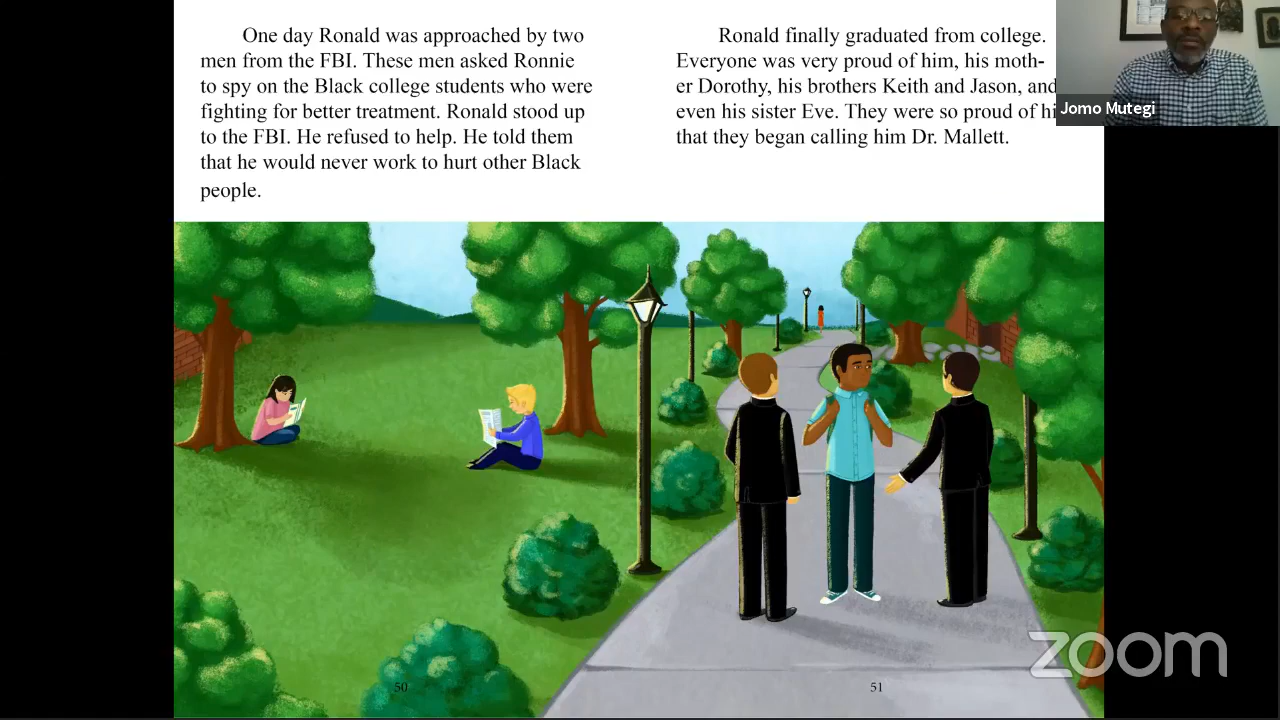 One day Ronald was approached by two
men from the FBI. These men asked Ronnie
to spy on the Black college students who were
fighting for better treatment. Ronald stood up
to the FBI. He refused to help. He told them
that he would never work to hurt other Black
people.
Ronald finally graduated from college.
Everyone was very proud of him, his moth-
er Dorothy, his brothers Keith and Jason, and
even his sister Eve. They were so proud of
that they began calling him Dr. Mallett.
Jomo Mutegi
50
51
zoom